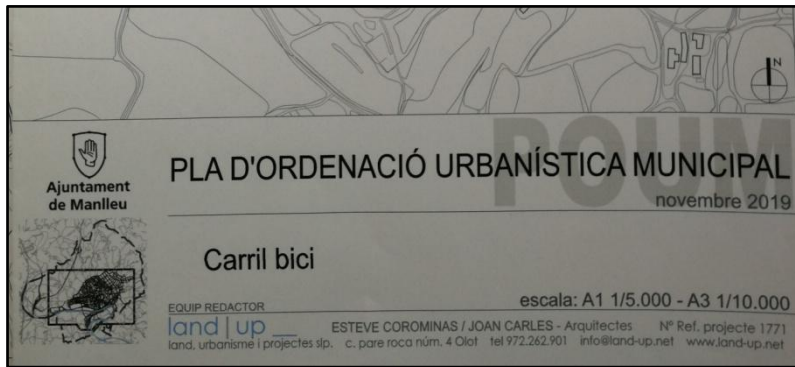 N
POUM
Ajuntament
de Manlleu
PLA D'ORDENACIÓ URBANÍSTICA MUNICIPAL
novembre 2019
Carril bici
escala: A1 1/5.000 - A3 1/10.000
EQUIP REDACTOR
land | up __ ESTEVE COROMINAS / JOAN CARLES - Arquitectes Nº Ref. projecte 1771
land, urbanisme i projectes slp. c. pare roca núm. 4 Olot tel 972.262.901 info@land-up.net www.land-up.net